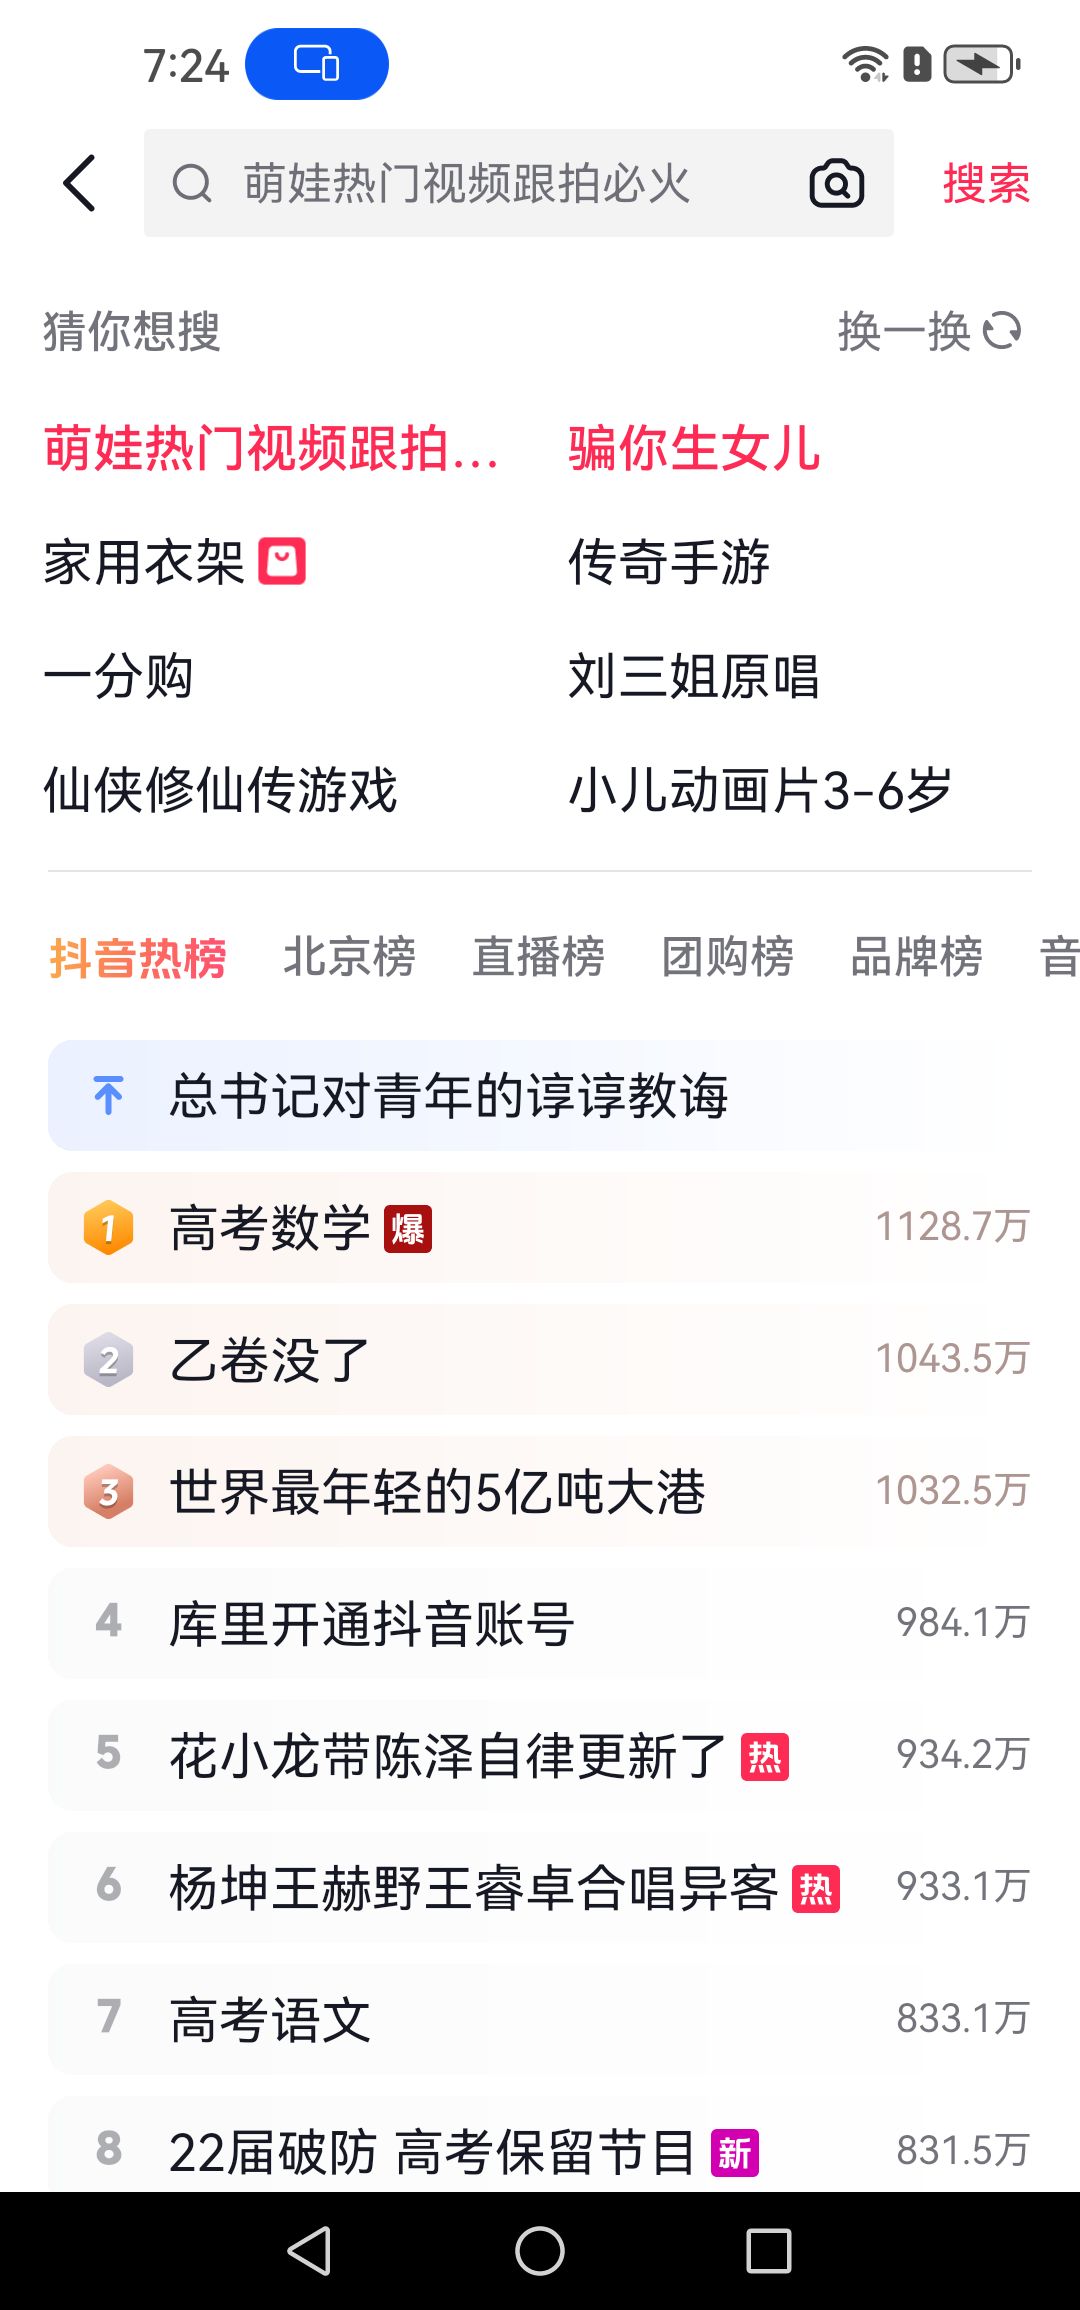 7:24
萌娃热门视频跟拍必火
搜索
猜你想搜
换一换
萌娃热门视频跟拍...
骗你生女儿
家用衣架
传奇手游
一分购
刘三姐原唱
仙侠修仙传游戏
小儿动画片3-6岁
抖音热榜 北京榜 直播榜 团购榜 品牌榜 音
总书记对青年的谆谆教诲
1 高考数学 爆 1128.7万
2 乙卷没了 1043.5万
3 世界最年轻的5亿吨大港 1032.5万
4 库里开通抖音账号 984.1万
5 花小龙带陈泽自律更新了 热 934.2万
6 杨坤王赫野王睿卓合唱异客 热 933.1万
7 高考语文 833.1万
8 22届破防 高考保留节目 新 831.5万